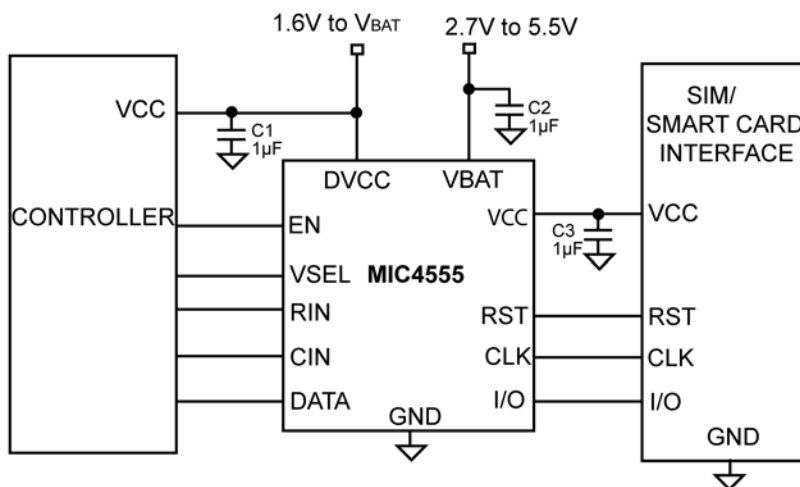 1.6V to VBAT
2.7V to 5.5V
VCC
C1
1µF
C2
1µF
SIM/
SMART CARD
INTERFACE
DVCC
VBAT
CONTROLLER
EN
VCC
C3
1µF
VCC
VSEL
MIC4555
RIN
RST
RST
CIN
CLK
CLK
DATA
I/O
I/O
GND
GND